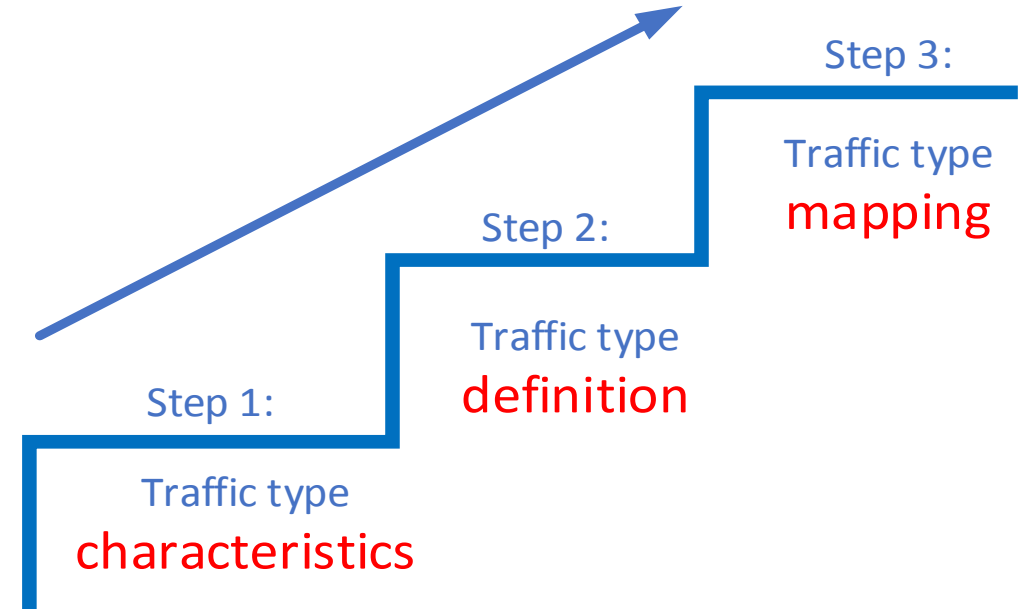 Step 1:
Traffic type
characteristics
Step 2:
Traffic type
definition
Step 3:
Traffic type
mapping